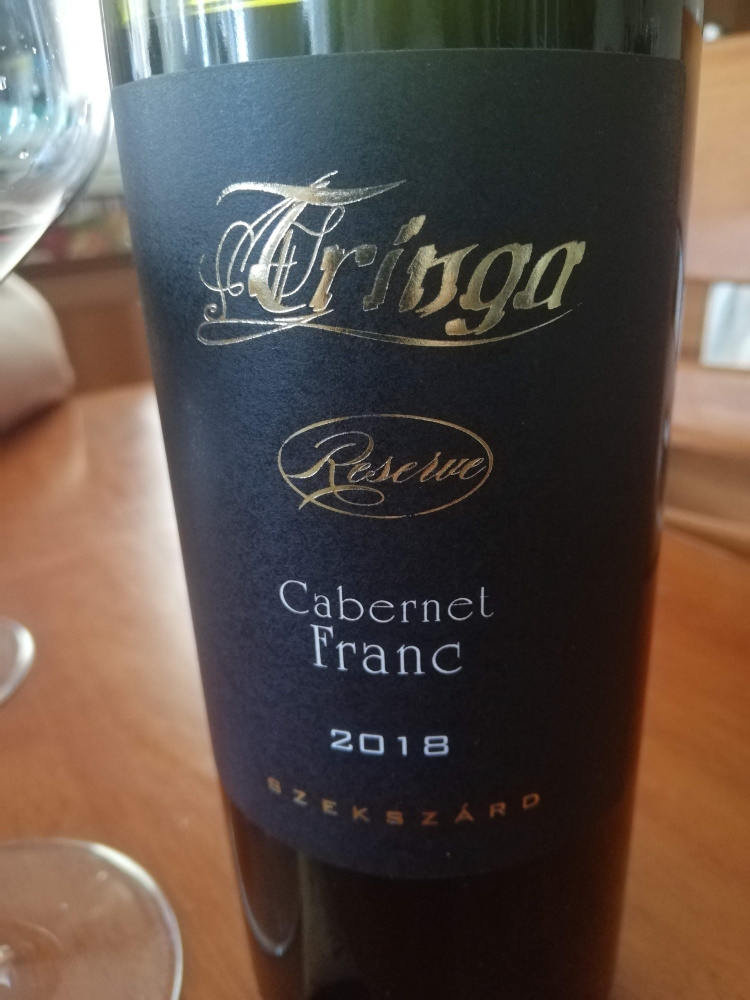 Tringa
Reserve
Cabernet
Franc
2018
SZEKSZÁRD